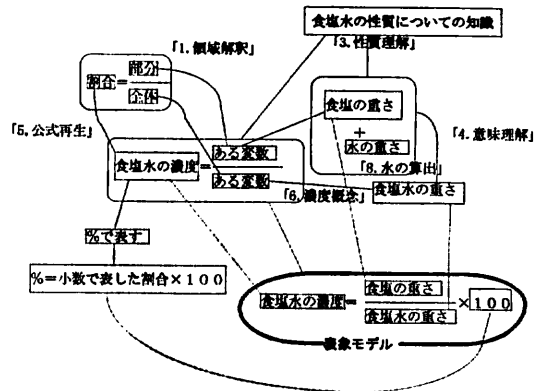 食塩水の性質についての知識
「1. 領域解釈」
「3. 性質理解」
割合=部分/全体
食塩の重さ
+
水の重さ
「4. 意味理解」
「5. 公式再生」
「8. 水の算出」
食塩水の濃度=ある変数/ある変数
食塩水の重さ
「6. 濃度概念」
%で表す
%=小数で表した割合×100
食塩水の濃度=食塩の重さ/食塩水の重さ×100
表象モデル